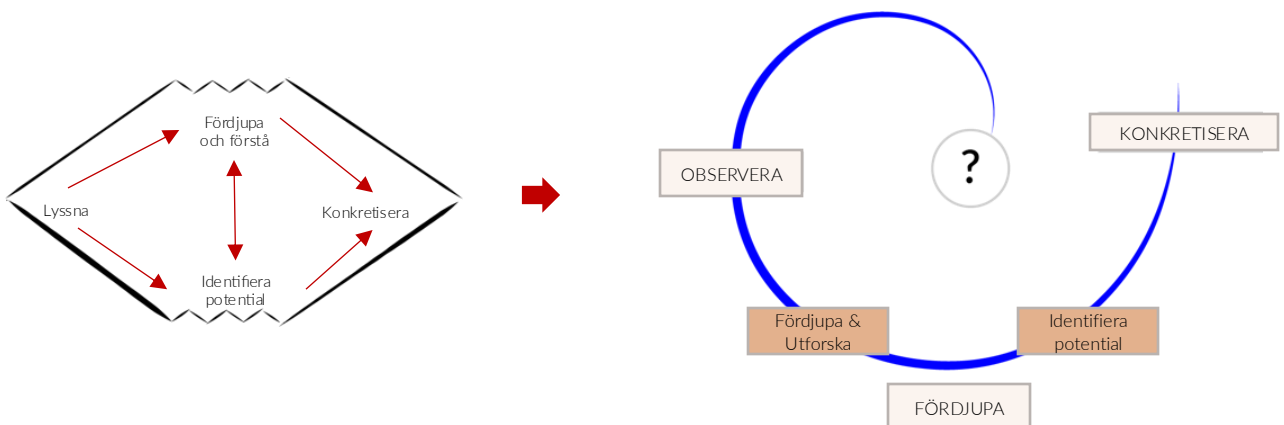 Fördjupa
och förstå
Lyssna
Konkretisera
Identifiera
potential
?
KONKRETISERA
OBSERVERA
Fördjupa &
Utforska
Identifiera
potential
FÖRDJUPA